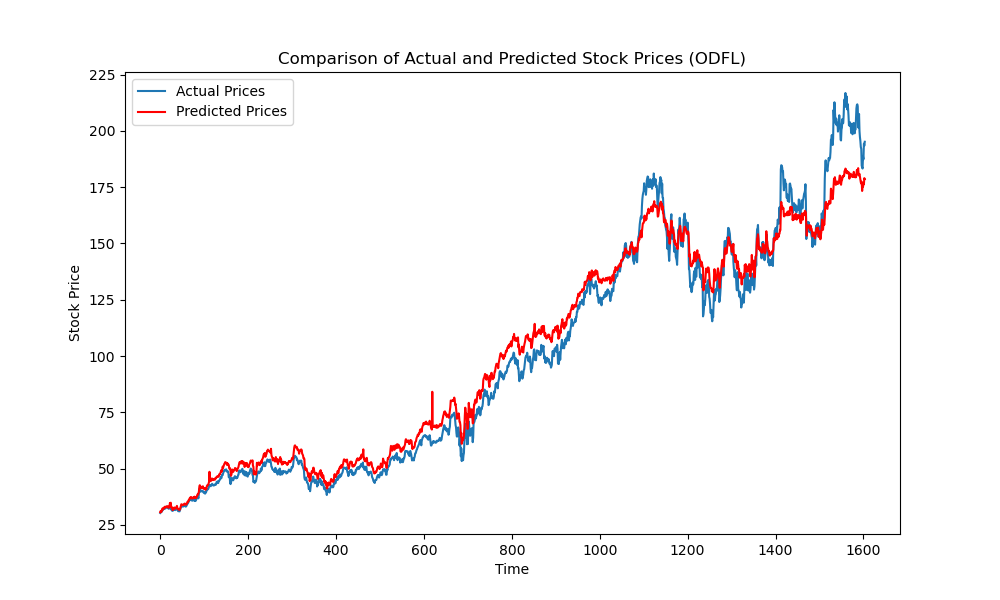 Comparison of Actual and Predicted Stock Prices (ODFL)
Actual Prices
Predicted Prices
225
200
175
150
125
100
75
50
25
Stock Price
0 200 400 600 800 1000 1200 1400 1600
Time